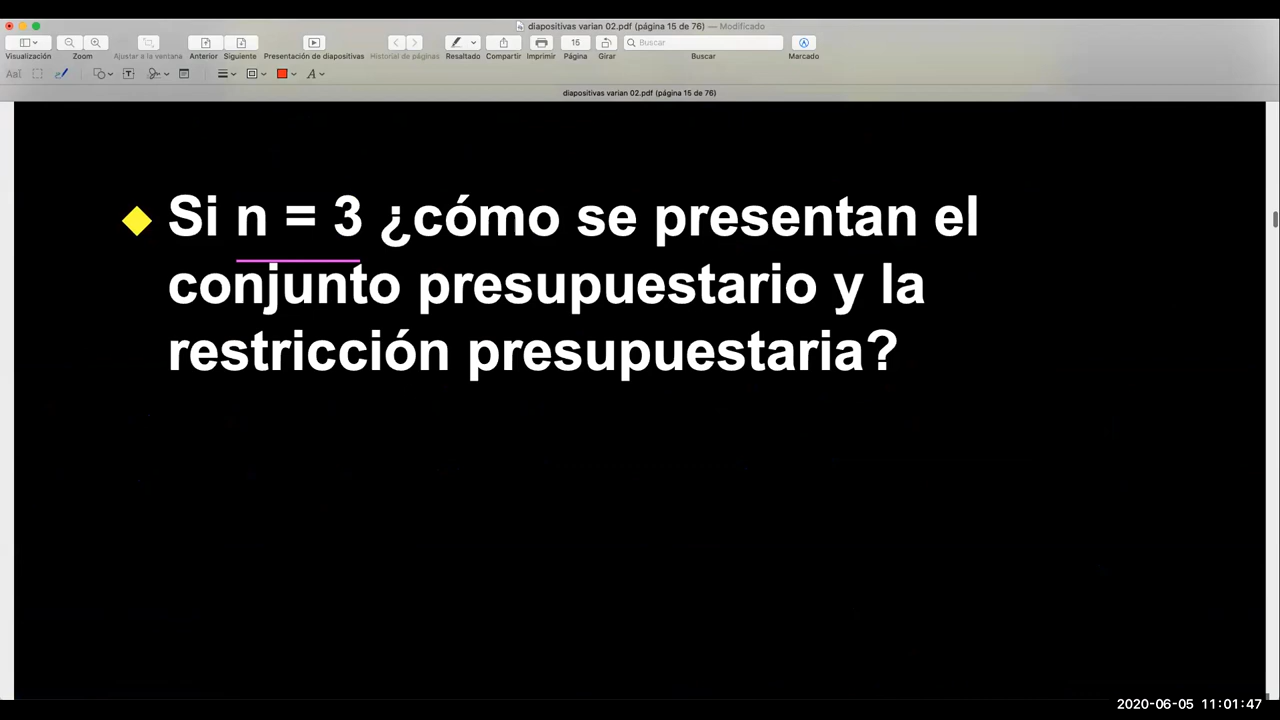 diapositivas varian 02.pdf (página 15 de 76) — Modificado
15
Buscar
Visualización
Zoom
Ajustar a la ventana
Anterior
Siguiente
Presentación de diapositivas
Historial de páginas
Resaltado
Compartir
Imprimir
Página
Girar
Buscar
Marcado
diapositivas varian 02.pdf (página 15 de 76)
Si n = 3 ¿cómo se presentan el
conjunto presupuestario y la
restricción presupuestaria?
2020-06-05 11:01:47